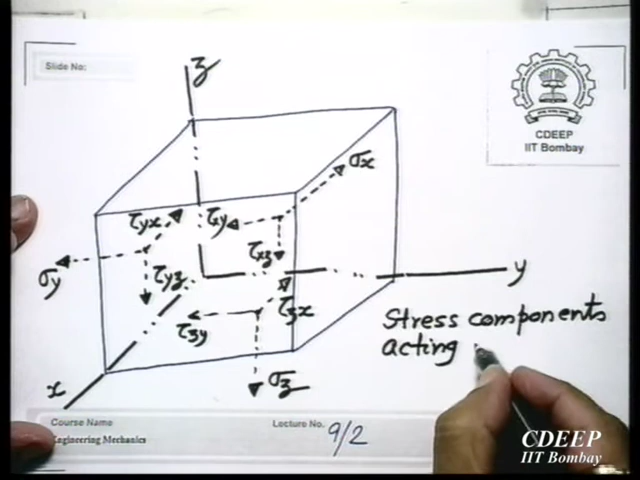 Slide No:
CDEEP
IIT Bombay
z
σx
τyx
τxy
τxz
σy
τyz
y
τzx
τzy
Stress components
acting
σz
x
Course Name
Engineering Mechanics
Lecture No.
9/2
CDEEP
IIT Bombay